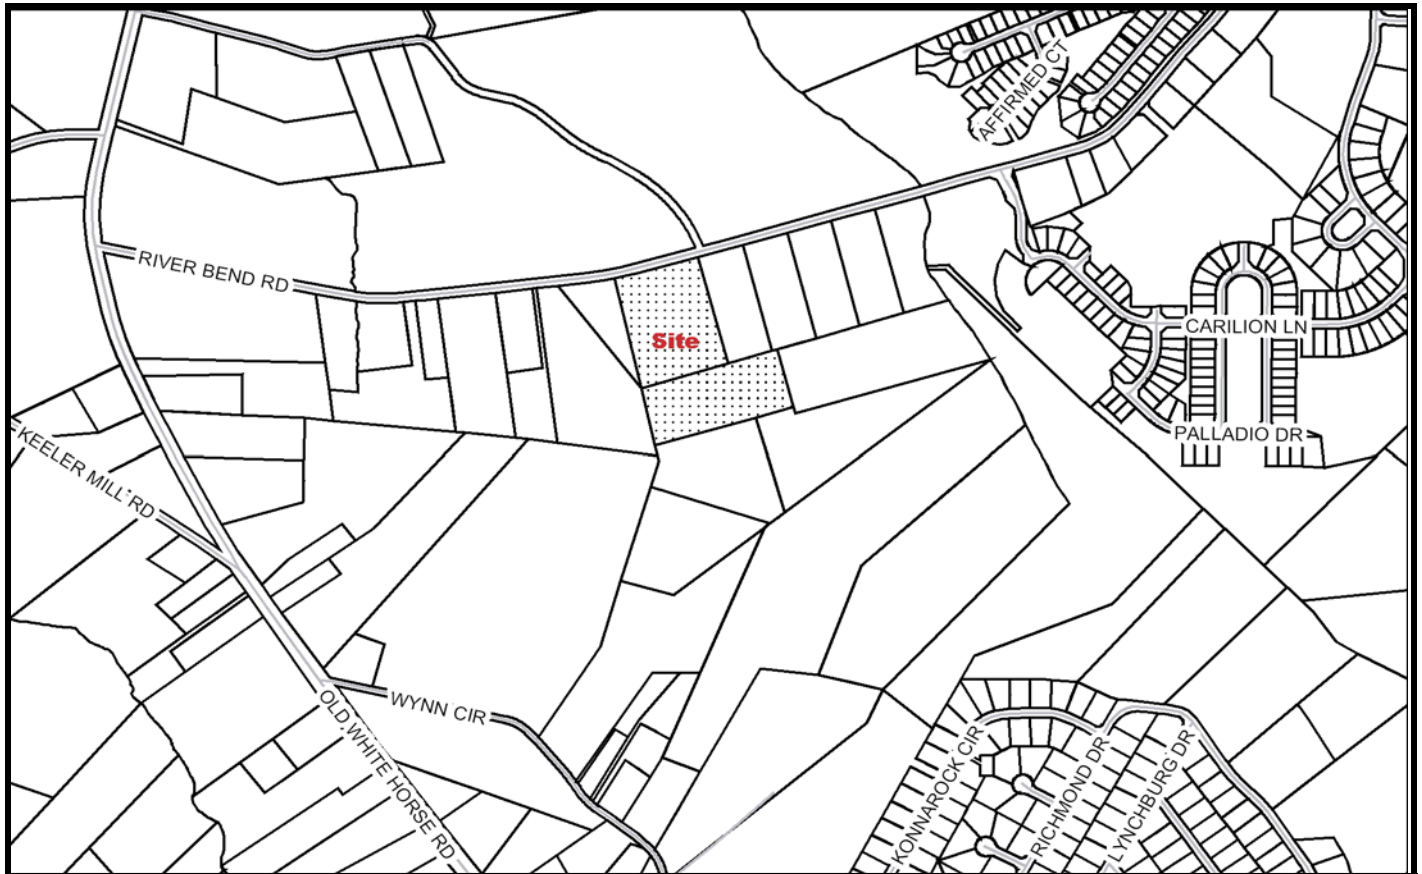 AFFIRMED CT
RIVER BEND RD
Site
CARILION LN
PALLADIO DR
KEELER MILL RD
WYNN CIR
OLD WHITE HORSE RD
KONNAROCK CIR
RICHMOND DR
LYNCHBURG DR